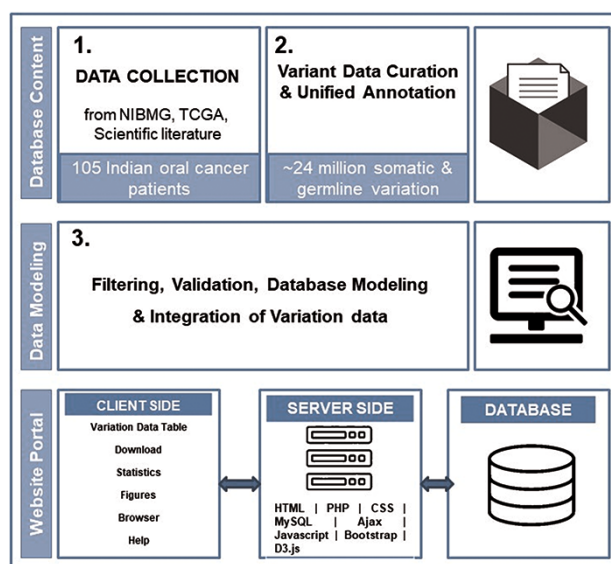 Database Content
1.
DATA COLLECTION
from NIBMG, TCGA,
Scientific literature
105 Indian oral cancer
patients
2.
Variant Data Curation
& Unified Annotation
~24 million somatic &
germline variation
Data Modeling
3.
Filtering, Validation, Database Modeling
& Integration of Variation data
Website Portal
CLIENT SIDE
Variation Data Table
Download
Statistics
Figures
Browser
Help
SERVER SIDE
HTML | PHP | CSS |
MySQL | Ajax |
Javascript | Bootstrap |
D3.js
DATABASE